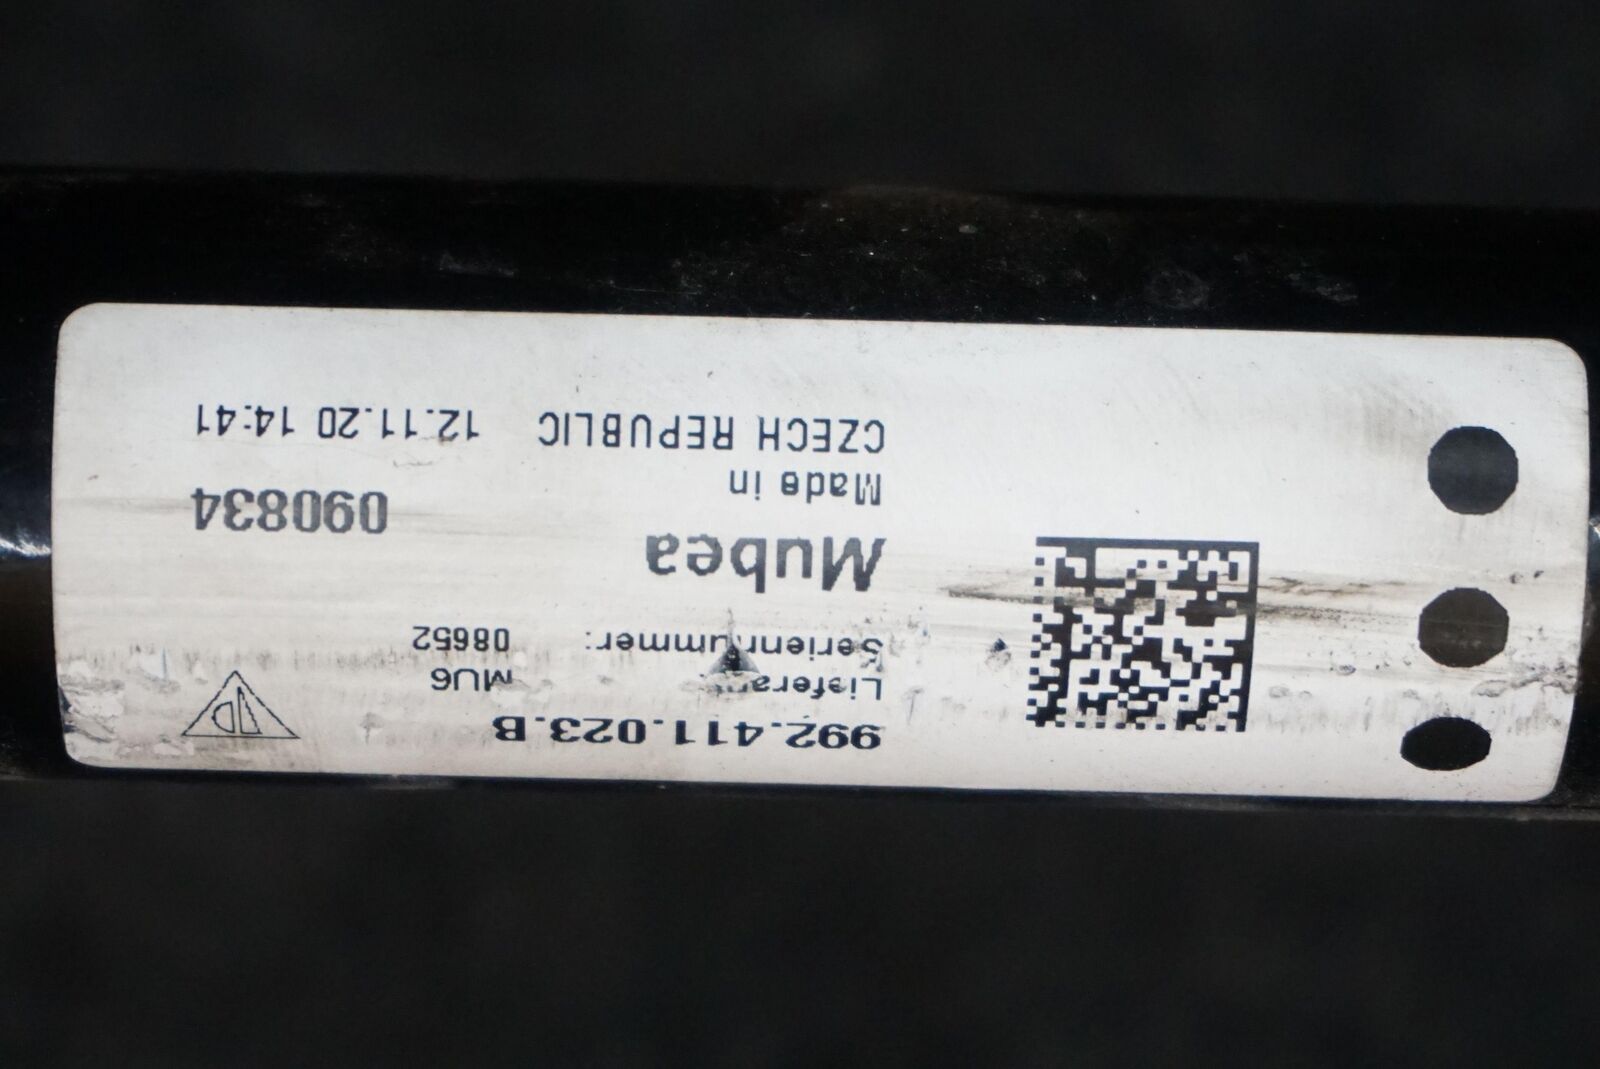 992.411.023.B
Lieferant: MU6
Seriennummer: 08652
Mubea 090834
Made in
CZECH REPUBLIC 12.11.20 14:41